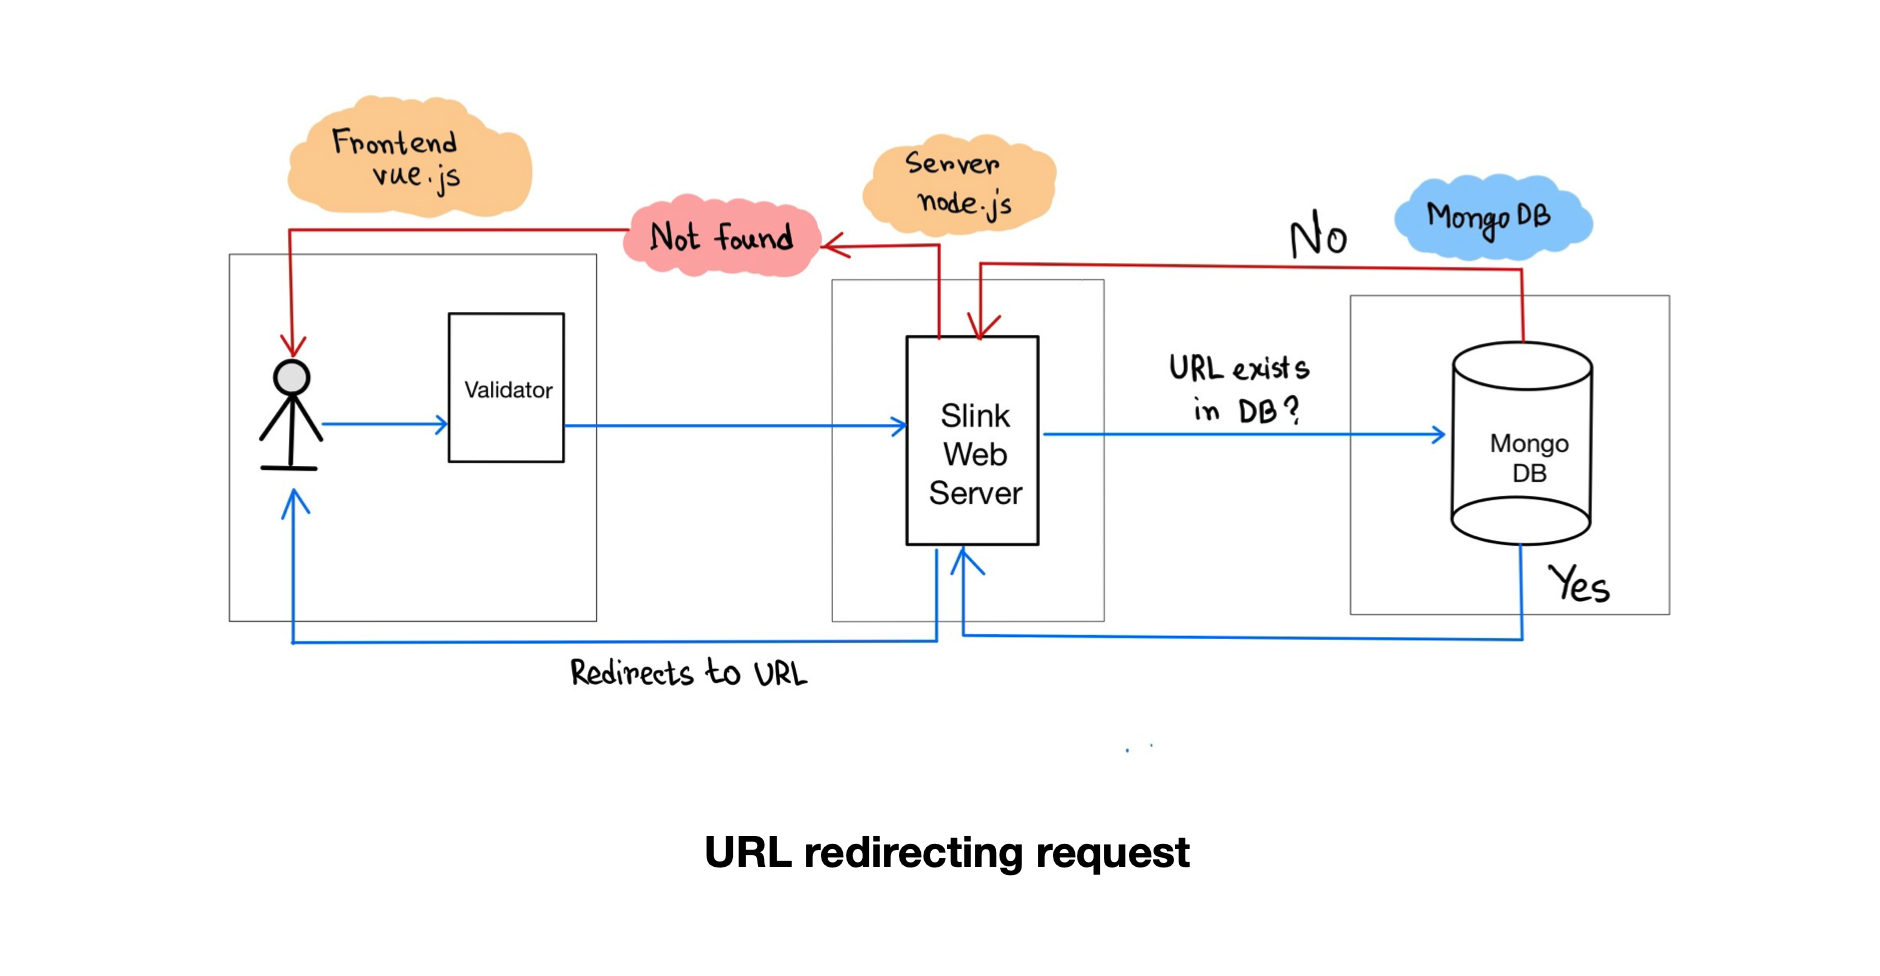 Frontend
vue.js
Server
node.js
Not found
No
Mongo DB
Validator
URL exists
in DB?
Slink
Web
Server
Mongo
DB
Yes
Redirects to URL
URL redirecting request